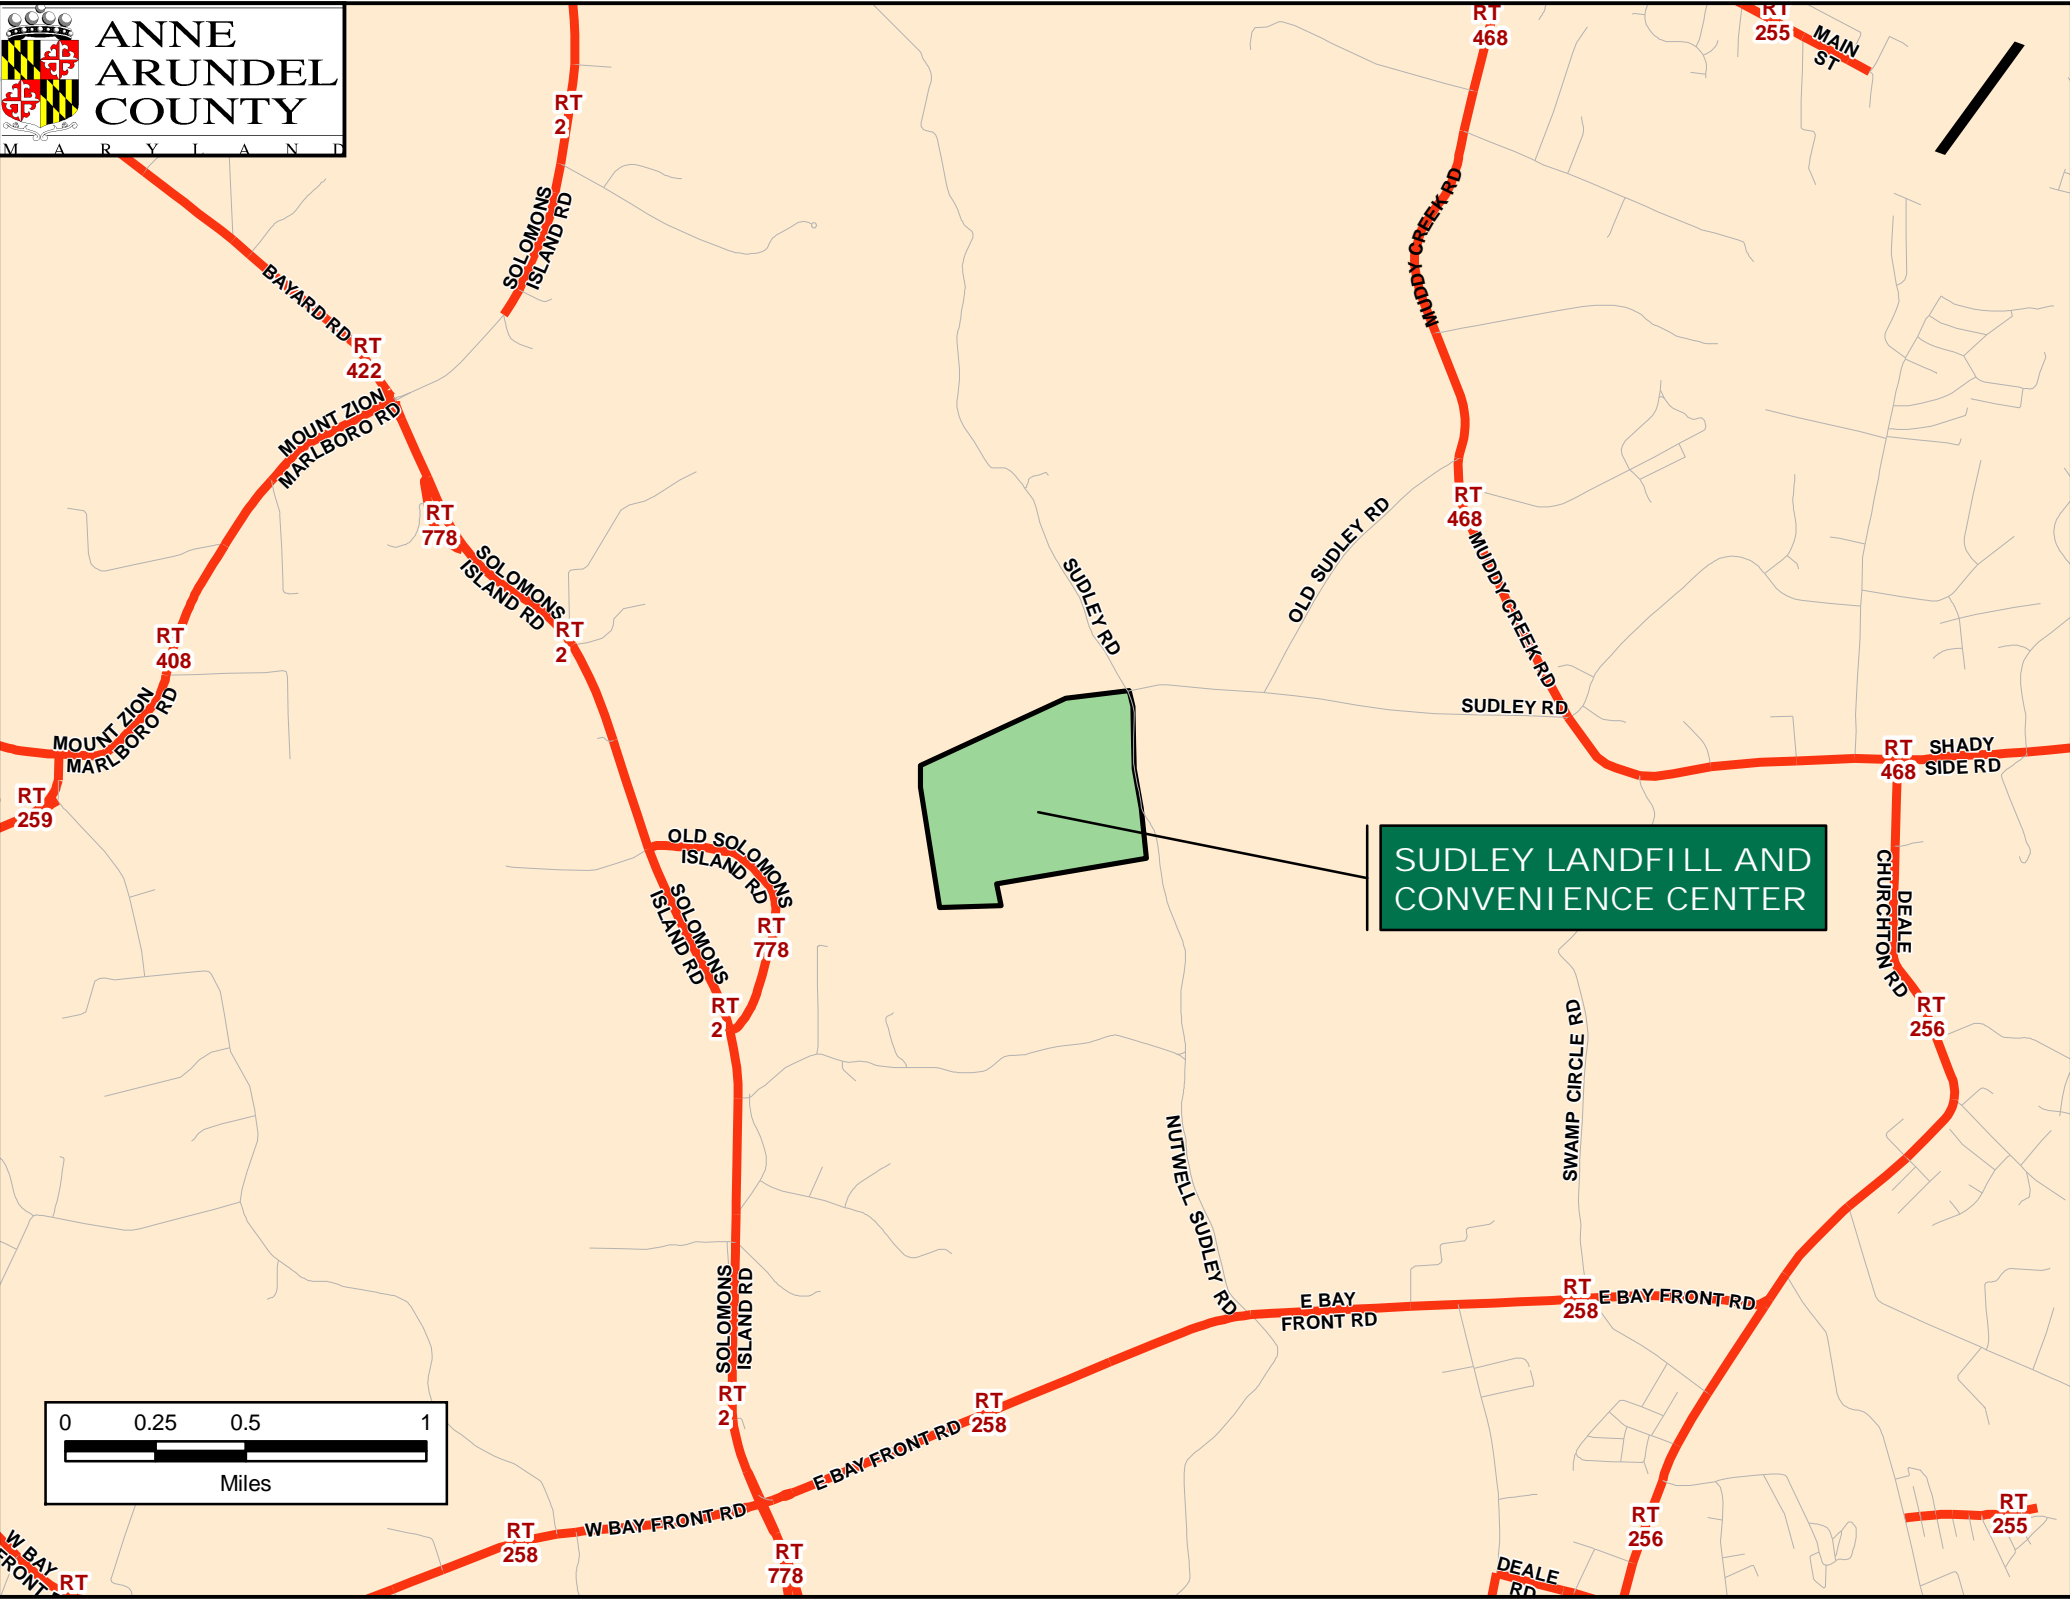 ANNE
ARUNDEL
COUNTY
M A R Y L A N D
RT
468
RT
255
MAIN
ST
RT
2
SOLOMONS
ISLAND RD
MUDDY CREEK RD
BAYARD RD
RT
422
MOUNT ZION
MARLBORO RD
RT
778
SOLOMONS
ISLAND RD
RT
2
RT
468
OLD SUDLEY RD
SUDLEY RD
MUDDY CREEK RD
SUDLEY RD
RT
408
MOUNT ZION
MARLBORO RD
RT
259
RT
468
SHADY
SIDE RD
OLD SOLOMONS
ISLAND RD
SUDLEY LANDFILL AND
CONVENIENCE CENTER
SOLOMONS
ISLAND RD
RT
778
RT
2
DEALE
CHURCHTON RD
RT
256
SWAMP CIRCLE RD
NUTWELL SUDLEY RD
SOLOMONS
ISLAND RD
E BAY
FRONT RD
RT
258
E BAY FRONT RD
RT
2
RT
258
E BAY FRONT RD
0 0.25 0.5 1
Miles
W BAY FRONT RD
RT
258
RT
778
RT
256
RT
255
W BAY
FRONT
RT
DEALE
RD